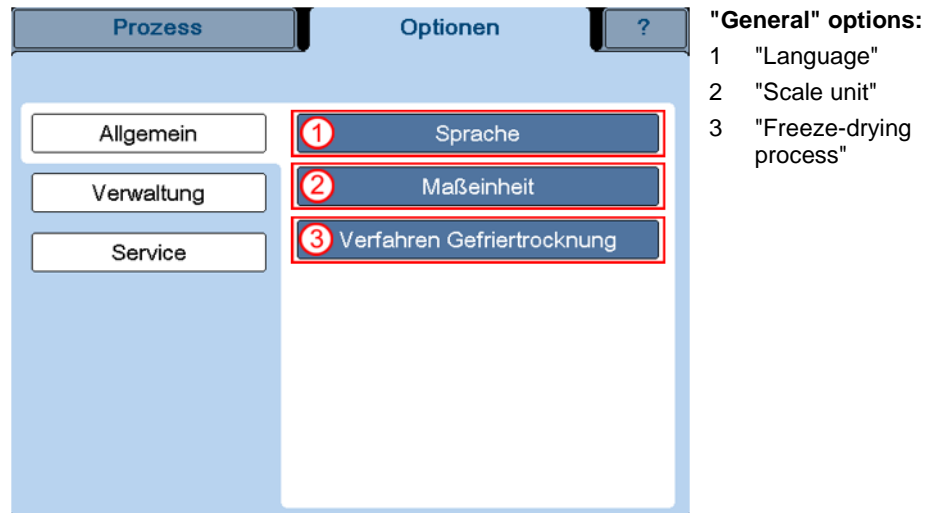 Prozess
Optionen
?
Allgemein
Verwaltung
Service
1 Sprache
2 Maßeinheit
3 Verfahren Gefriertrocknung
"General" options:
1 "Language"
2 "Scale unit"
3 "Freeze-drying
process"